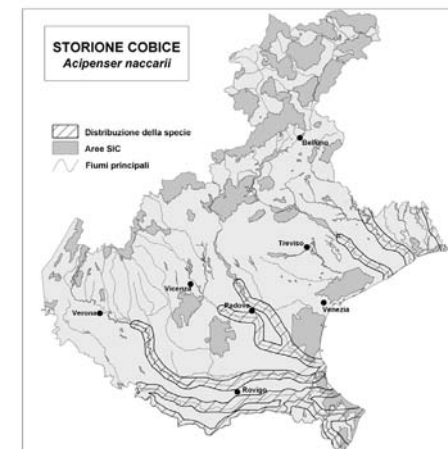 STORIONE COBICE
Acipenser naccarii
Distribuzione della specie
Aree SIC
Fiumi principali
Belluno
Treviso
Vicenza
Padova
Venezia
Verona
Rovigo